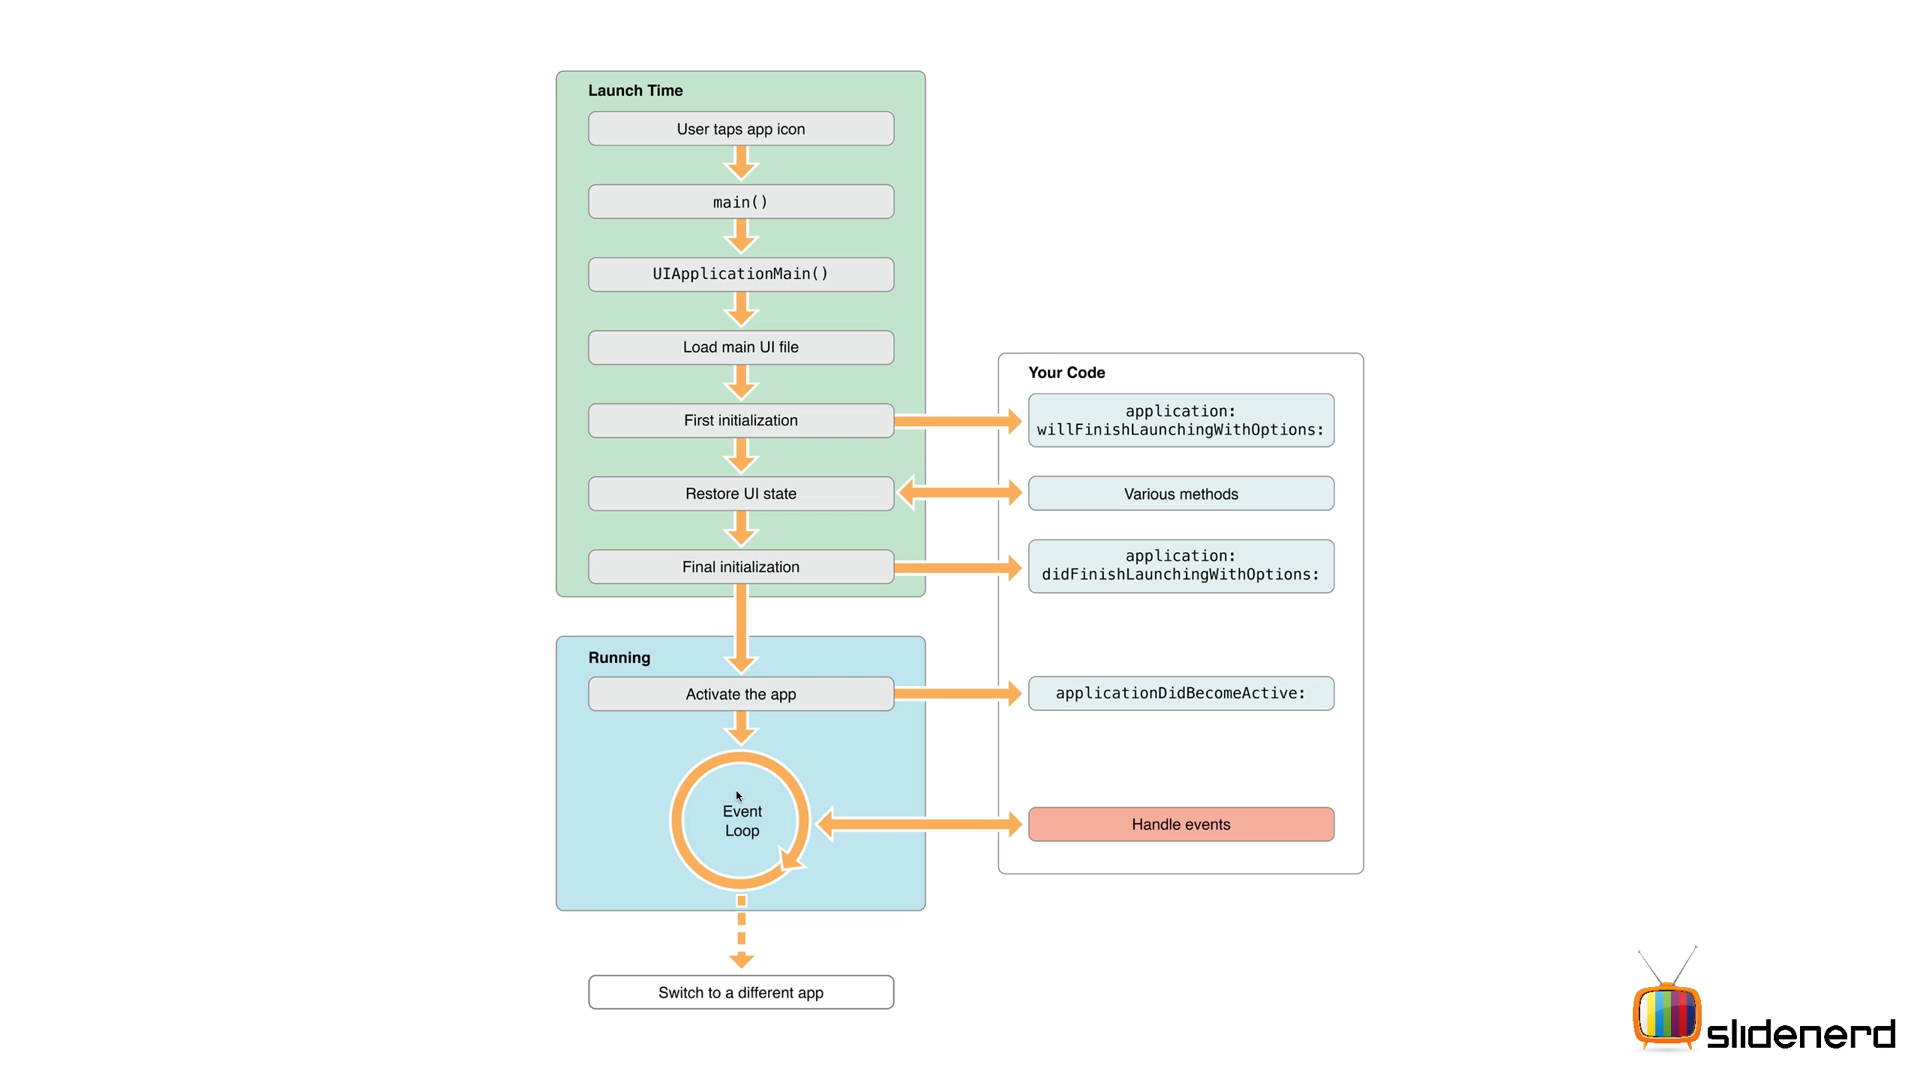 Launch Time
User taps app icon
main()
UIApplicationMain()
Load main UI file
First initialization
Restore UI state
Final initialization
Your Code
application:
willFinishLaunchingWithOptions:
Various methods
application:
didFinishLaunchingWithOptions:
Running
Activate the app
applicationDidBecomeActive:
Event
Loop
Handle events
Switch to a different app
slidenerd